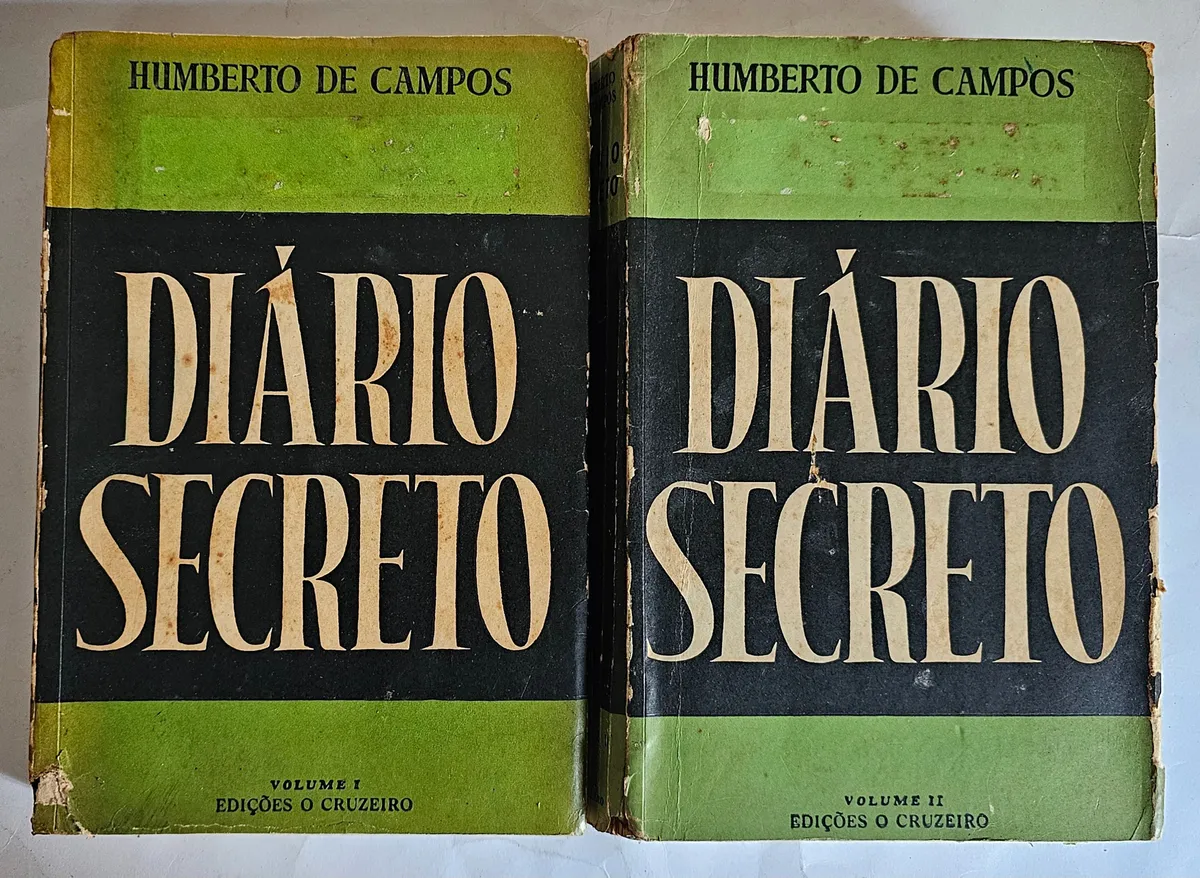 HUMBERTO DE CAMPOS
DIÁRIO
SECRETO
VOLUME I
EDIÇÕES O CRUZEIRO
HUMBERTO DE CAMPOS
DIÁRIO
SECRETO
VOLUME II
EDIÇÕES O CRUZEIRO